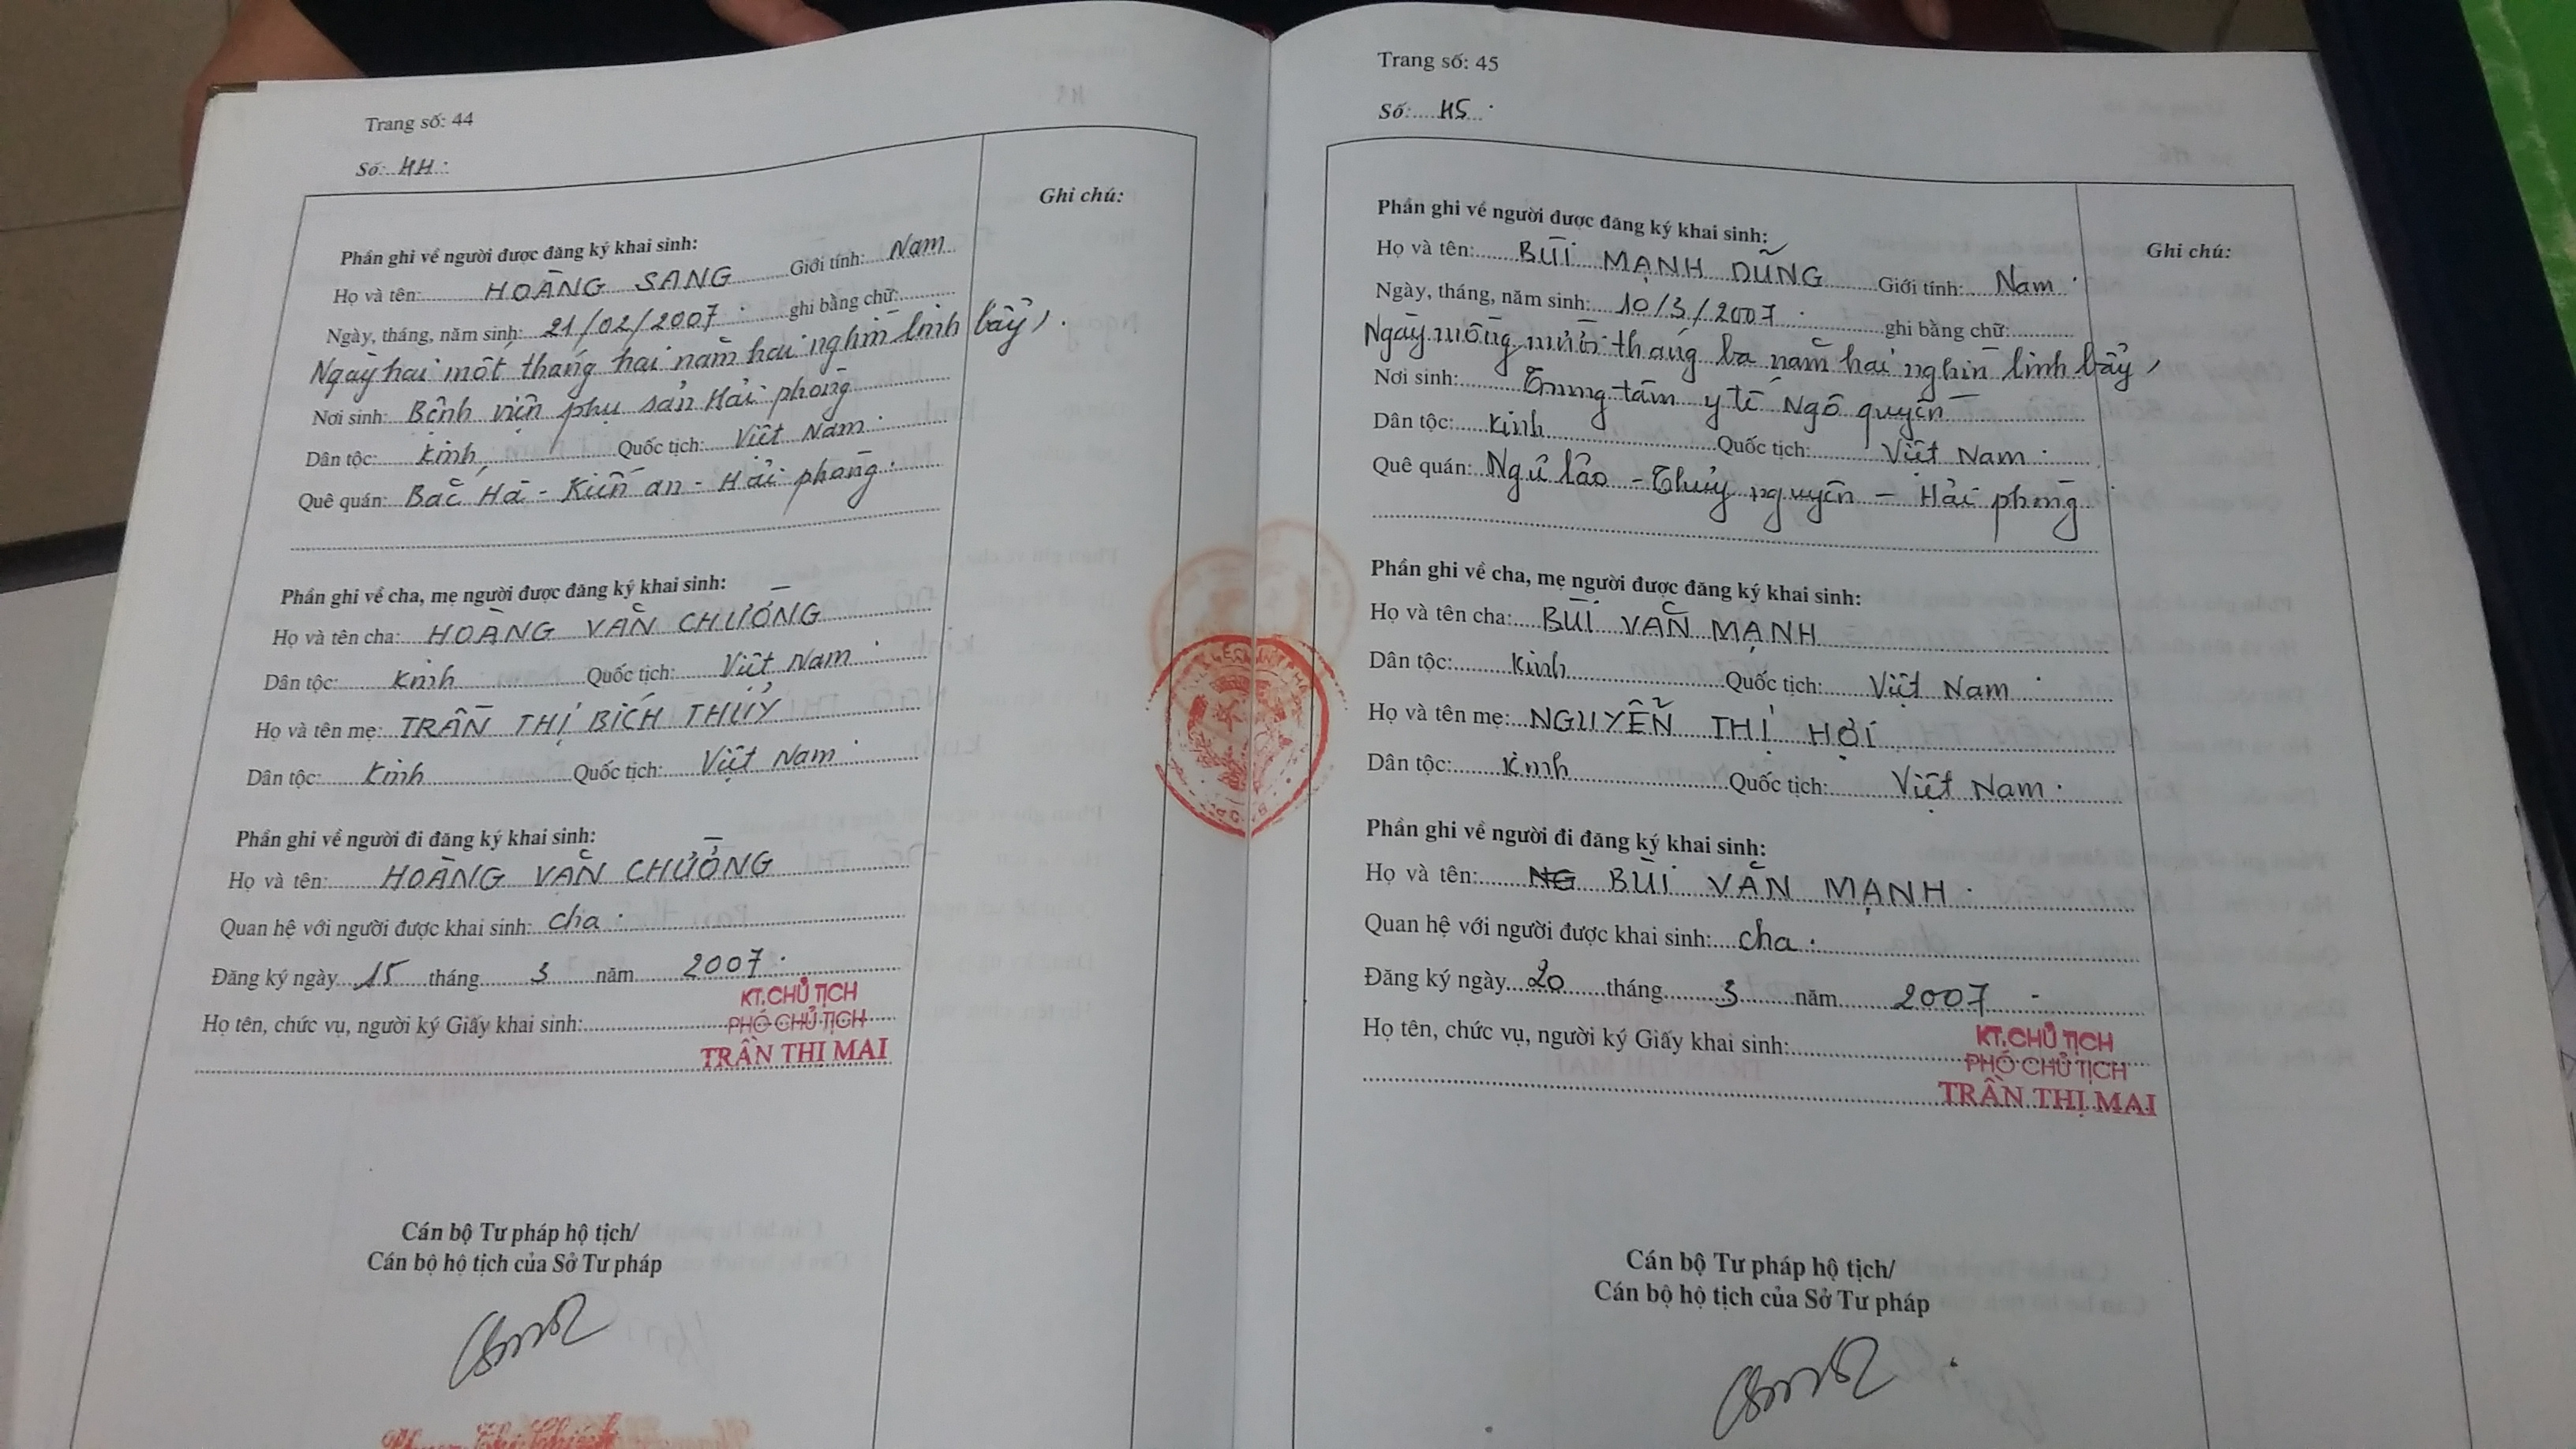 Trang số: 44
Số: 44.
Ghi chú:
Phần ghi về người được đăng ký khai sinh:
Họ và tên: HOÀNG SANG Giới tính: Nam
Ngày, tháng, năm sinh: 21/02/2007. ghi bằng chữ:
Ngày hai mốt tháng hai năm hai nghìn linh bảy,.
Nơi sinh: Bệnh viện phụ sản Hải phòng
Dân tộc: Kinh Quốc tịch: Việt Nam.
Quê quán: Bắc Hà - Kiến an - Hải phòng.
Phần ghi về cha, mẹ người được đăng ký khai sinh:
Họ và tên cha: HOÀNG VĂN CHƯỞNG
Dân tộc: Kinh Quốc tịch: Việt Nam.
Họ và tên mẹ: TRẦN THỊ BÍCH THỦY
Dân tộc: Kinh Quốc tịch: Việt Nam.
Phần ghi về người đi đăng ký khai sinh:
Họ và tên: HOÀNG VĂN CHƯỞNG
Quan hệ với người được khai sinh: cha.
Đăng ký ngày 15 tháng 3 năm 2007.
KT.CHỦ TỊCH
Họ tên, chức vụ, người ký Giấy khai sinh: PHÓ CHỦ TỊCH
TRẦN THỊ MAI
Cán bộ Tư pháp hộ tịch/
Cán bộ hộ tịch của Sở Tư pháp
Trang số: 45
Số: 45.
Ghi chú:
Phần ghi về người được đăng ký khai sinh:
Họ và tên: BÙI MẠNH DŨNG Giới tính: Nam.
Ngày, tháng, năm sinh: 10/3/2007. ghi bằng chữ:
Ngày mồng mười tháng ba năm hai nghìn linh bảy,
Nơi sinh: Trung tâm y tế Ngô quyền
Dân tộc: Kinh Quốc tịch: Việt Nam.
Quê quán: Ngũ lão - Thủy nguyên - Hải phòng
Phần ghi về cha, mẹ người được đăng ký khai sinh:
Họ và tên cha: BÙI VĂN MẠNH
Dân tộc: Kinh Quốc tịch: Việt Nam.
Họ và tên mẹ: NGUYỄN THỊ HỢI
Dân tộc: Kinh Quốc tịch: Việt Nam.
Phần ghi về người đi đăng ký khai sinh:
Họ và tên: NG BÙI VĂN MẠNH.
Quan hệ với người được khai sinh: cha.
Đăng ký ngày 20 tháng 3 năm 2007
KT.CHỦ TỊCH
Họ tên, chức vụ, người ký Giấy khai sinh: PHÓ CHỦ TỊCH
TRẦN THỊ MAI
Cán bộ Tư pháp hộ tịch/
Cán bộ hộ tịch của Sở Tư pháp